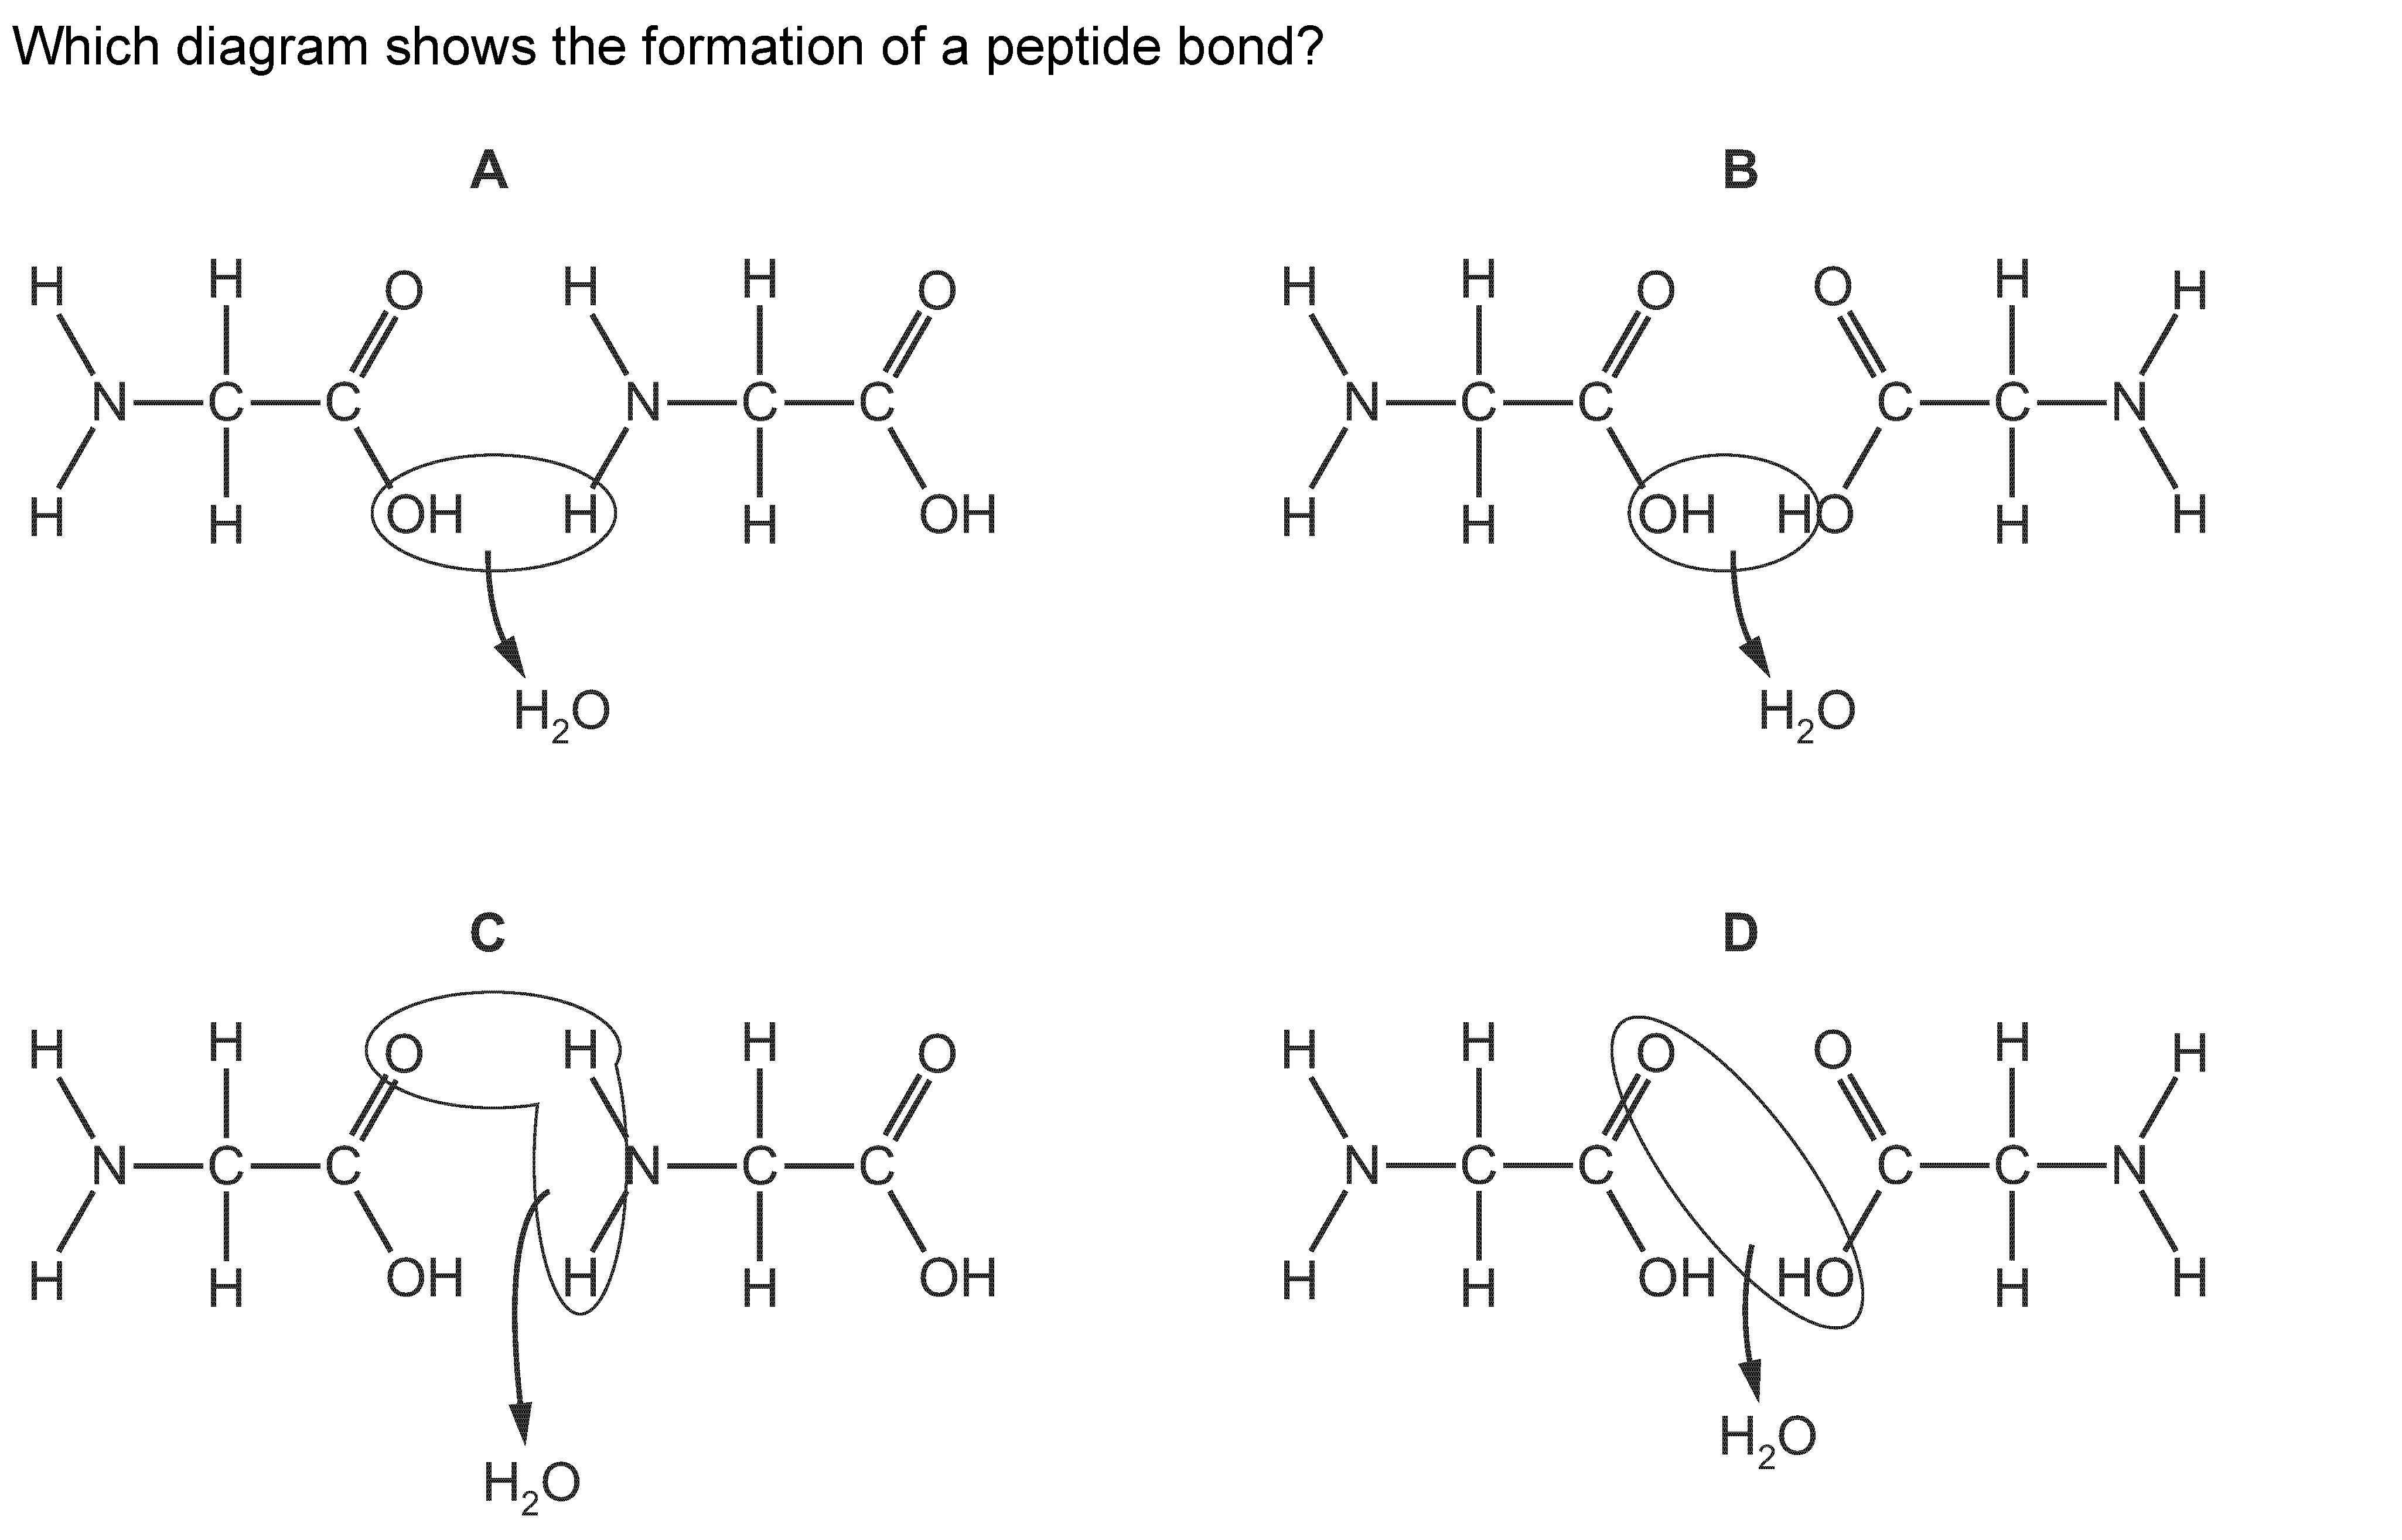 Which diagram shows the formation of a peptide bond?
A B
H H O H H O H H O O H H
N C C N C C N C C C C N
H H OH H H OH H H OH HO H H
H₂O H₂O
C D
H H O H H O H H O O H H
N C C N C C N C C C C N
H H OH H H OH H H OH HO H H
H₂O
H₂O